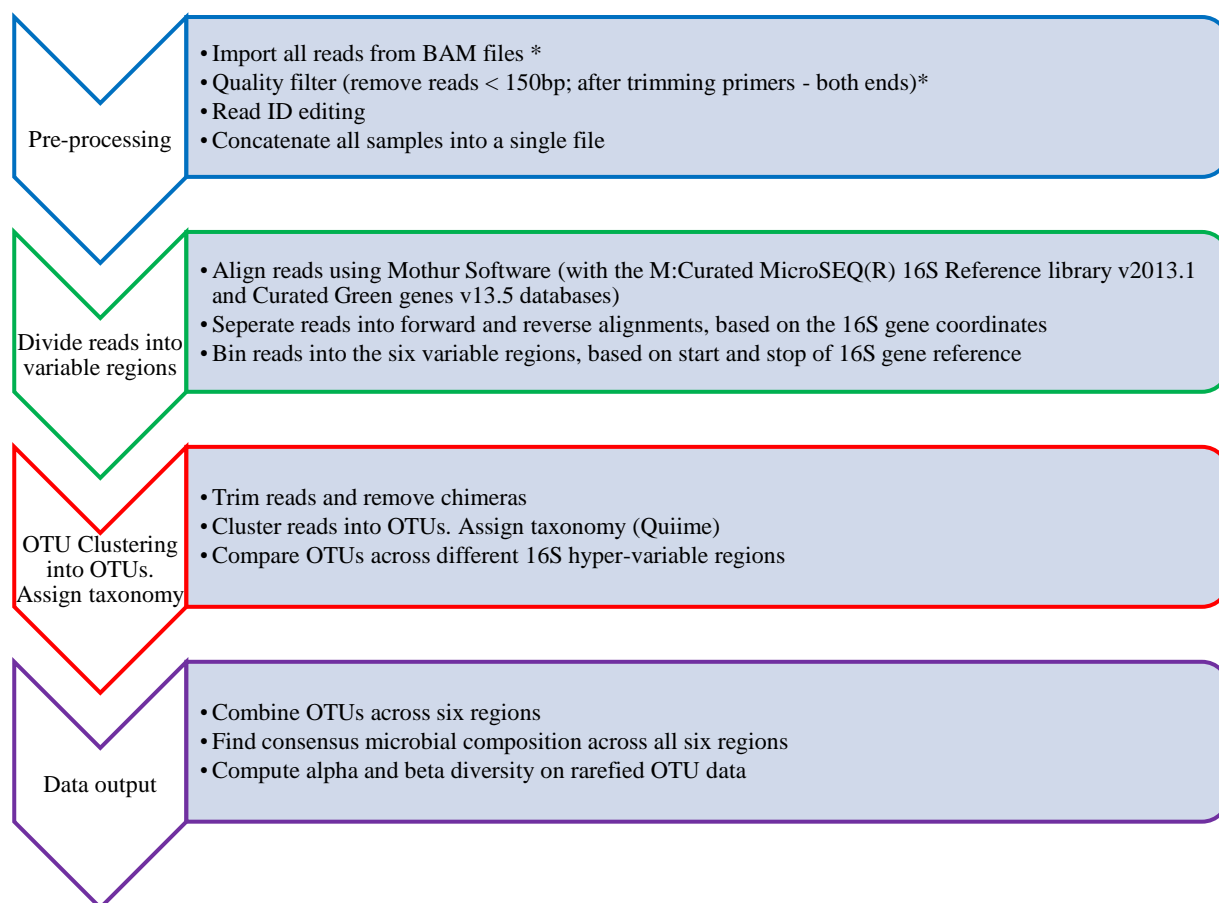 Pre-processing
• Import all reads from BAM files *
• Quality filter (remove reads < 150bp; after trimming primers - both ends)*
• Read ID editing
• Concatenate all samples into a single file
Divide reads into
variable regions
• Align reads using Mothur Software (with the M:Curated MicroSEQ(R) 16S Reference library v2013.1
and Curated Green genes v13.5 databases)
• Seperate reads into forward and reverse alignments, based on the 16S gene coordinates
• Bin reads into the six variable regions, based on start and stop of 16S gene reference
OTU Clustering
into OTUs.
Assign taxonomy
• Trim reads and remove chimeras
• Cluster reads into OTUs. Assign taxonomy (Quiime)
• Compare OTUs across different 16S hyper-variable regions
Data output
• Combine OTUs across six regions
• Find consensus microbial composition across all six regions
• Compute alpha and beta diversity on rarefied OTU data